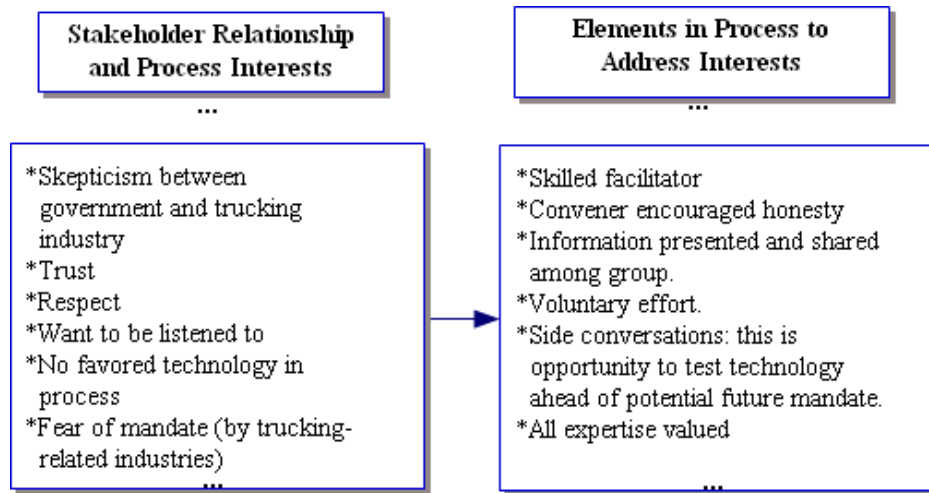 Stakeholder Relationship
and Process Interests
...
*Skepticism between
government and trucking
industry
*Trust
*Respect
*Want to be listened to
*No favored technology in
process
*Fear of mandate (by trucking-
related industries)
...
Elements in Process to
Address Interests
...
*Skilled facilitator
*Convener encouraged honesty
*Information presented and shared
among group.
*Voluntary effort.
*Side conversations: this is
opportunity to test technology
ahead of potential future mandate.
*All expertise valued
...